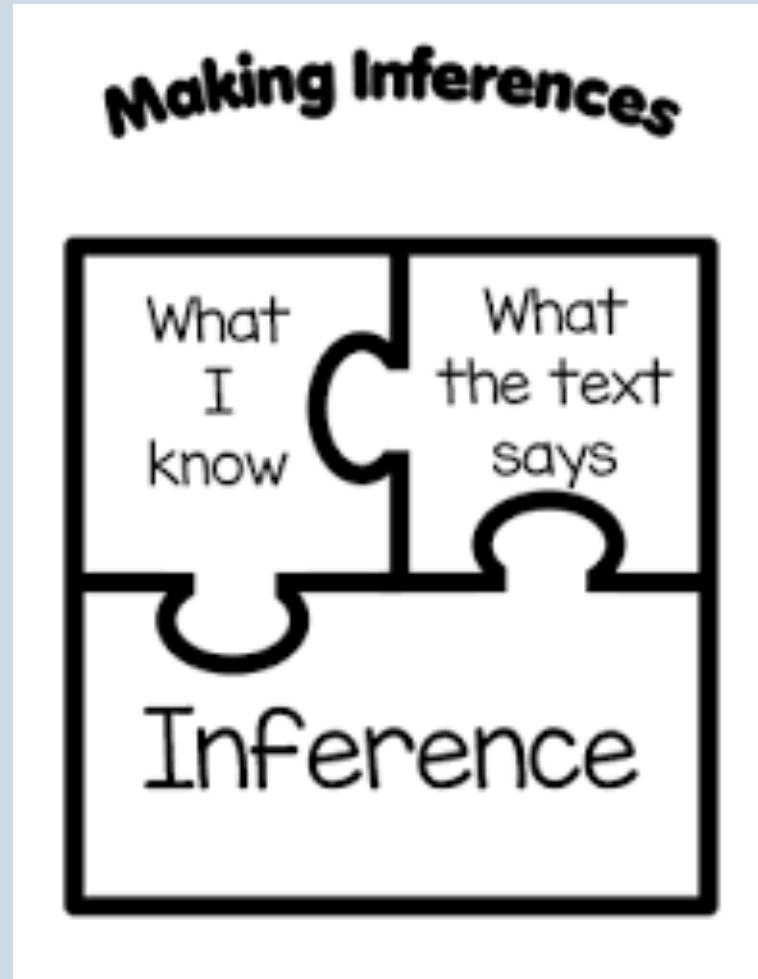 Making Inferences
What
I
know
What
the text
says
Inference